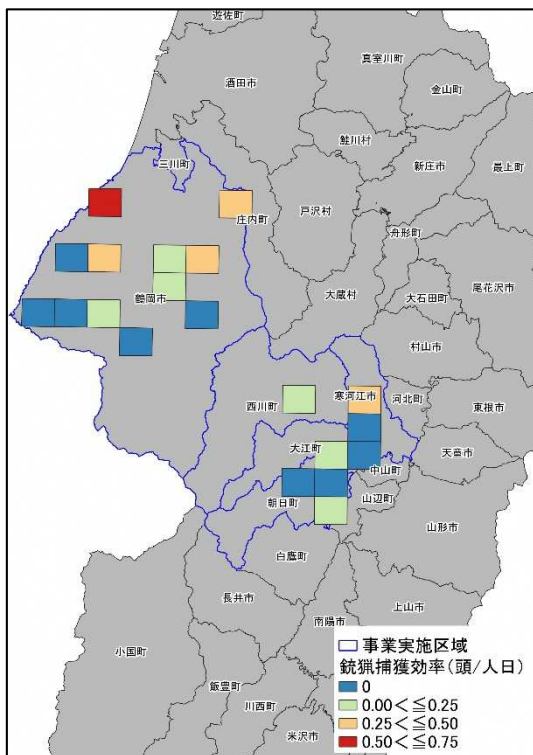 遊佐町
真室川町
酒田市
金山町
鮭川村
三川町
新庄市
最上町
戸沢村
庄内町
舟形町
大蔵村
大石田町
尾花沢市
鶴岡市
村山市
西川町
寒河江市
河北町
東根市
大江町
天童市
中山町
朝日町
山辺町
山形市
白鷹町
長井市
南陽市
上山市
小国町
飯豊町
川西町
米沢市
事業実施区域
銃猟捕獲効率(頭/人日)
0
0.00<≦0.25
0.25<≦0.50
0.50<≦0.75